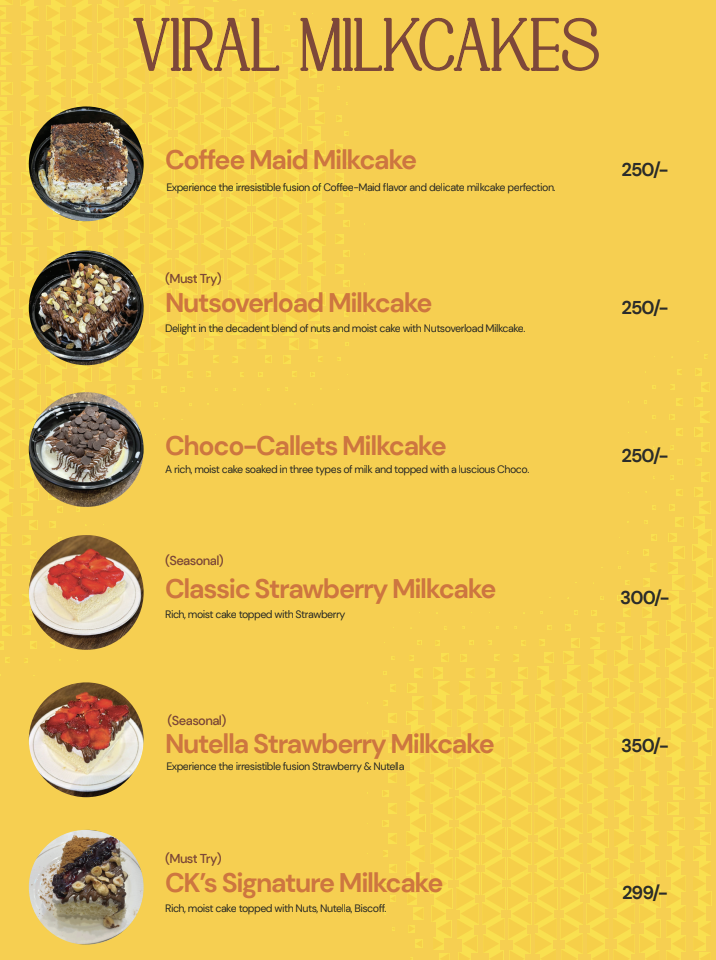 VIRAL MILKCAKES
Coffee Maid Milkcake
250/-
Experience the irresistible fusion of Coffee-Maid flavor and delicate milkcake perfection.
(Must Try)
Nutsoverload Milkcake
250/-
Delight in the decadent blend of nuts and moist cake with Nutsoverload Milkcake.
Choco-Callets Milkcake
250/-
A rich, moist cake soaked in three types of milk and topped with a luscious Choco.
(Seasonal)
Classic Strawberry Milkcake
300/-
Rich, moist cake topped with Strawberry
(Seasonal)
Nutella Strawberry Milkcake
350/-
Experience the irresistible fusion Strawberry & Nutella
(Must Try)
CK's Signature Milkcake
299/-
Rich, moist cake topped with Nuts, Nutella, Biscoff.